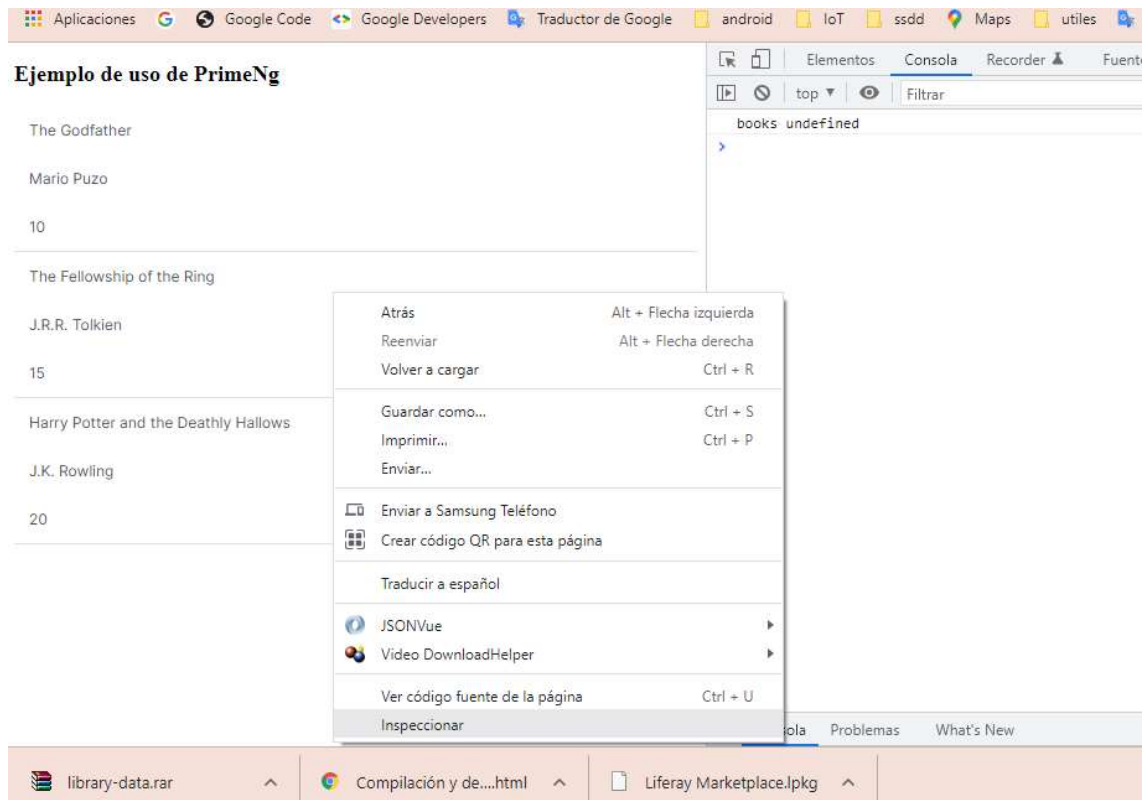 Aplicaciones Google Code Google Developers Traductor de Google android IoT ssdd Maps utiles
Ejemplo de uso de PrimeNg
The Godfather
Mario Puzo
10
The Fellowship of the Ring
J.R.R. Tolkien
15
Harry Potter and the Deathly Hallows
J.K. Rowling
20
Elementos Consola Recorder
top Filtrar
books undefined
>
Atrás Alt + Flecha izquierda
Reenviar Alt + Flecha derecha
Volver a cargar Ctrl + R
Guardar como... Ctrl + S
Imprimir... Ctrl + P
Enviar...
Enviar a Samsung Teléfono
Crear código QR para esta página
Traducir a español
JSONVue
Video DownloadHelper
Ver código fuente de la página Ctrl + U
Inspeccionar
Problemas What's New
library-data.rar Compilación y de....html Liferay Marketplace.lpkg